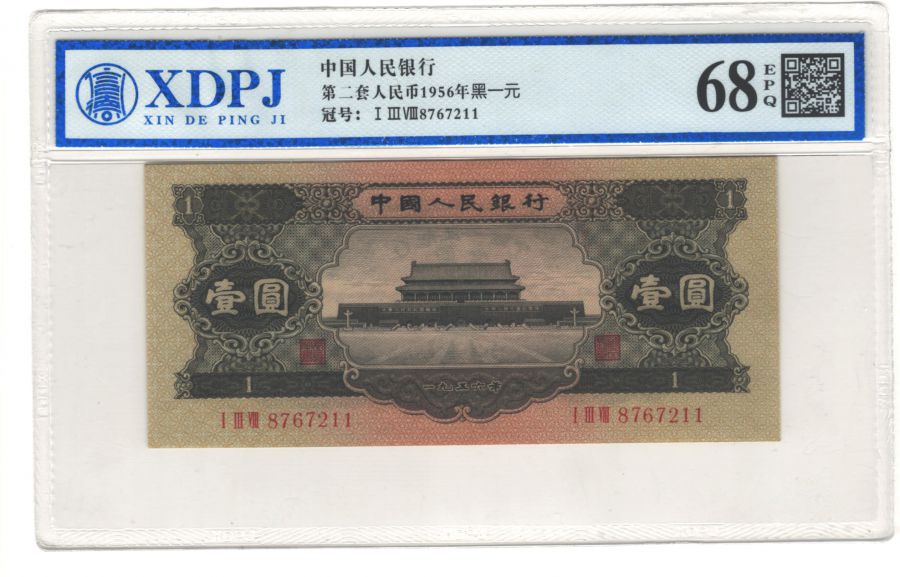 XDPJ
XIN DE PING JI
中国人民银行
第二套人民币1956年黑一元
冠号: ⅠⅢⅧ8767211
68
EPQ
中國人民銀行
1
1
壹圓
壹圓
1
1
一九五六年
ⅠⅢⅧ 8767211
ⅠⅢⅧ 8767211